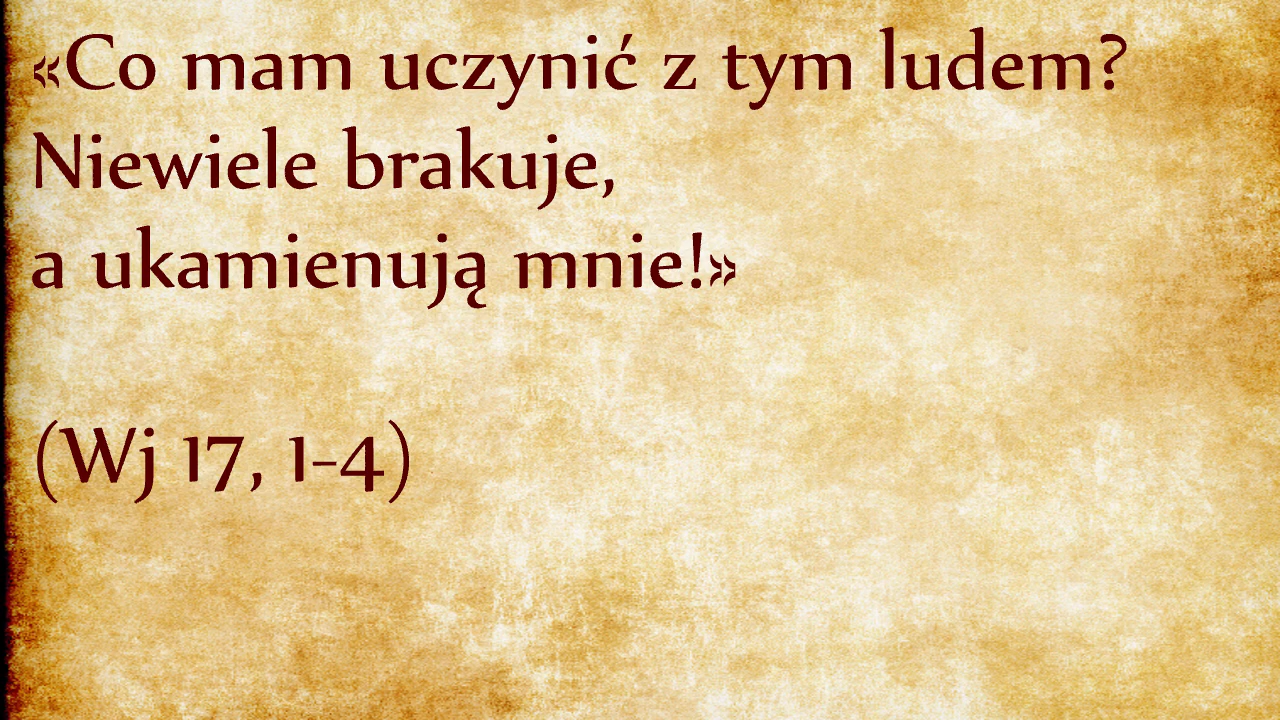 «Co mam uczynić z tym ludem?
Niewiele brakuje,
a ukamienują mnie!»
(Wj 17, 1-4)